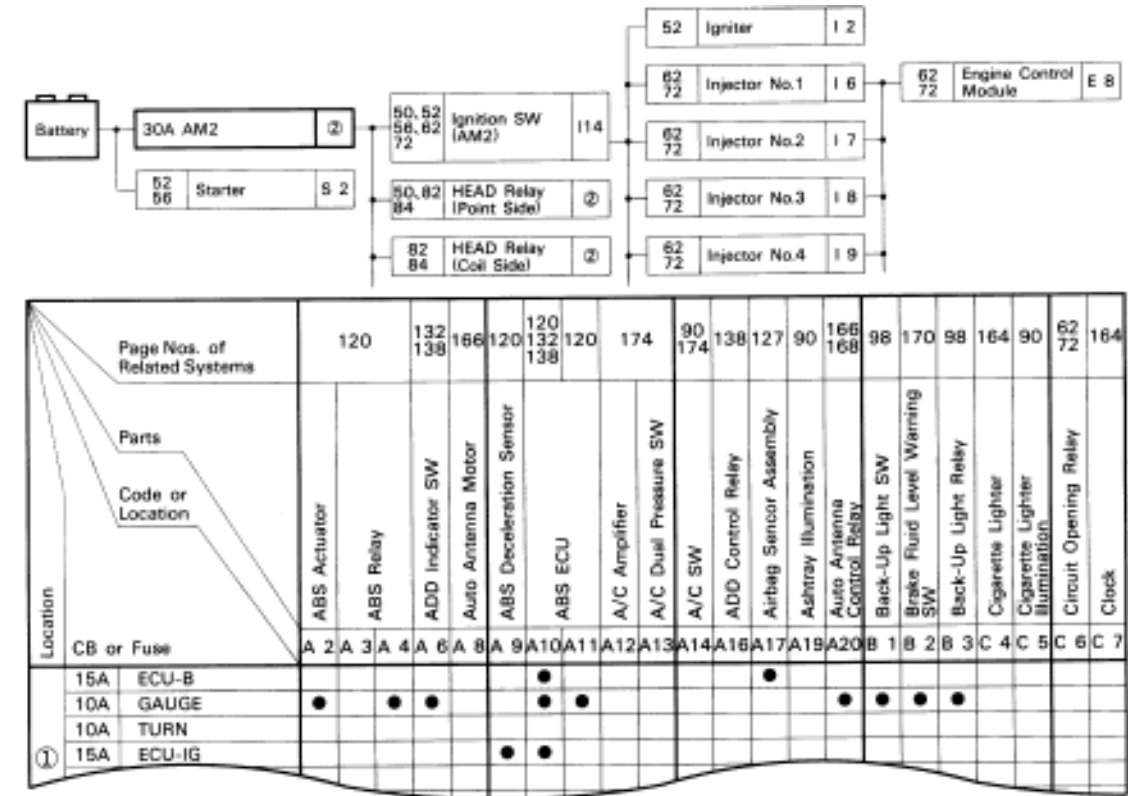 52 Igniter I 2
62 72 Injector No.1 I 6
62 72 Engine Control Module E 8
Battery
30A AM2 ②
50,52 56,62 72 Ignition SW (AM2) I14
62 72 Injector No.2 I 7
52 56 Starter S 2
50,82 84 HEAD Relay (Point Side) ②
62 72 Injector No.3 I 8
82 84 HEAD Relay (Coil Side) ②
62 72 Injector No.4 I 9
Page Nos. of
Related Systems
120
132
138
166
120
120
132
138
120
174
90
174
138
127
90
166
168
98
170
98
164
90
62
72
164
Parts
Code or
Location
Location
CB or Fuse
ABS Actuator
ABS Relay
ADD Indicator SW
Auto Antenna Motor
ABS Deceleration Sensor
ABS ECU
A/C Amplifier
A/C Dual Pressure SW
A/C SW
ADD Control Relay
Airbag Sencor Assembly
Ashtray Illumination
Auto Antenna
Control Relay
Back-Up Light SW
Brake Fluid Level Warning
SW
Back-Up Light Relay
Cigarette Lighter
Cigarette Lighter
Illumination
Circuit Opening Relay
Clock
A 2 A 3 A 4 A 6 A 8 A 9 A10 A11 A12 A13 A14 A16 A17 A19 A20 B 1 B 2 B 3 C 4 C 5 C 6 C 7
15A ECU-B ● ●
10A GAUGE ● ● ● ● ● ● ● ● ●
10A TURN
① 15A ECU-IG ● ●